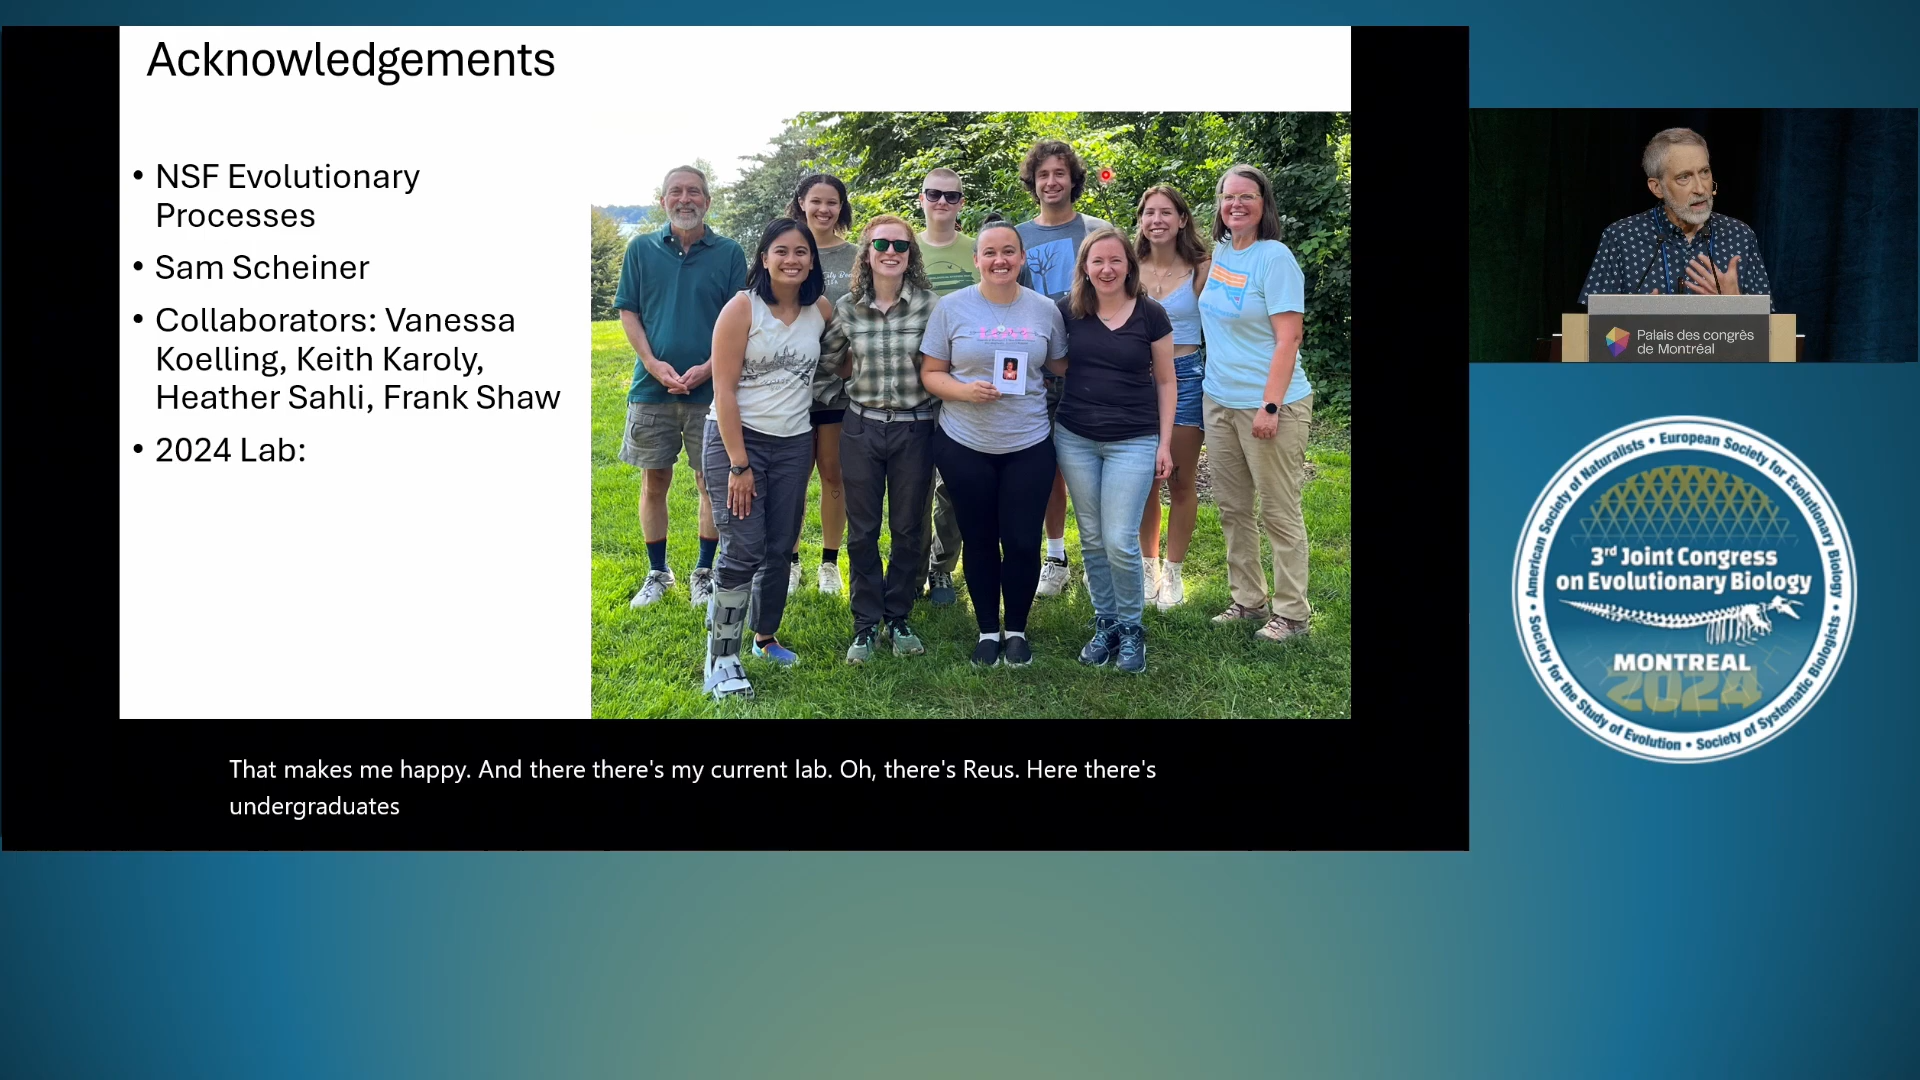 Acknowledgements
• NSF Evolutionary
Processes
• Sam Scheiner
• Collaborators: Vanessa
Koelling, Keith Karoly,
Heather Sahli, Frank Shaw
• 2024 Lab:
That makes me happy. And there there's my current lab. Oh, there's Reus. Here there's
undergraduates
Palais des congrès
de Montréal
American Society of Naturalists • European Society for Evolutionary Biology • Society of Systematic Biologists • Society for the Study of Evolution •
3rd Joint Congress
on Evolutionary Biology
MONTREAL
2024